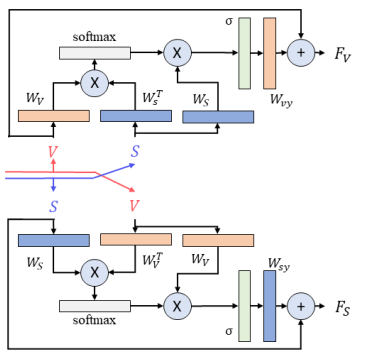 softmax
σ
X
+
F_V
X
W_V
W_s^T
W_S
W_{vy}
V
S
S
V
W_S
W_V^T
W_V
W_{sy}
X
X
+
F_S
softmax
σ